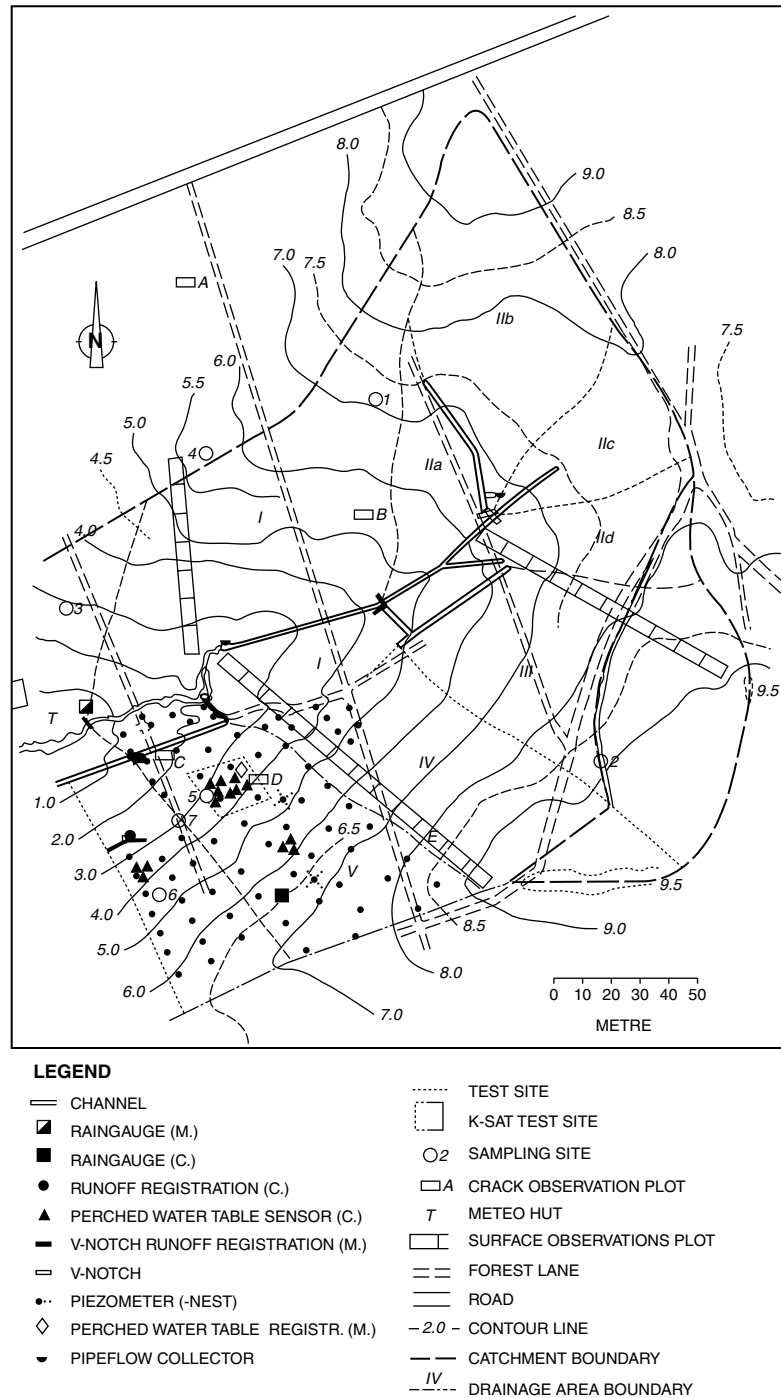 8.0
9.0
8.5
7.0
7.5
8.0
A
IIb
7.5
N
6.0
5.5
1
5.0
4
IIa
IIc
4.5
I
B
4.0
IId
3
I
III
9.5
T
C
D
IV
2
5
7
1.0
2.0
6.5
E
3.0
V
6
9.5
4.0
8.5
9.0
5.0
8.0
6.0
7.0
0 10 20 30 40 50
METRE
LEGEND
CHANNEL
RAINGAUGE (M.)
RAINGAUGE (C.)
RUNOFF REGISTRATION (C.)
PERCHED WATER TABLE SENSOR (C.)
V-NOTCH RUNOFF REGISTRATION (M.)
V-NOTCH
PIEZOMETER (-NEST)
PERCHED WATER TABLE REGISTR. (M.)
PIPEFLOW COLLECTOR
TEST SITE
K-SAT TEST SITE
2 SAMPLING SITE
A CRACK OBSERVATION PLOT
T METEO HUT
SURFACE OBSERVATIONS PLOT
FOREST LANE
ROAD
2.0 CONTOUR LINE
CATCHMENT BOUNDARY
IV DRAINAGE AREA BOUNDARY